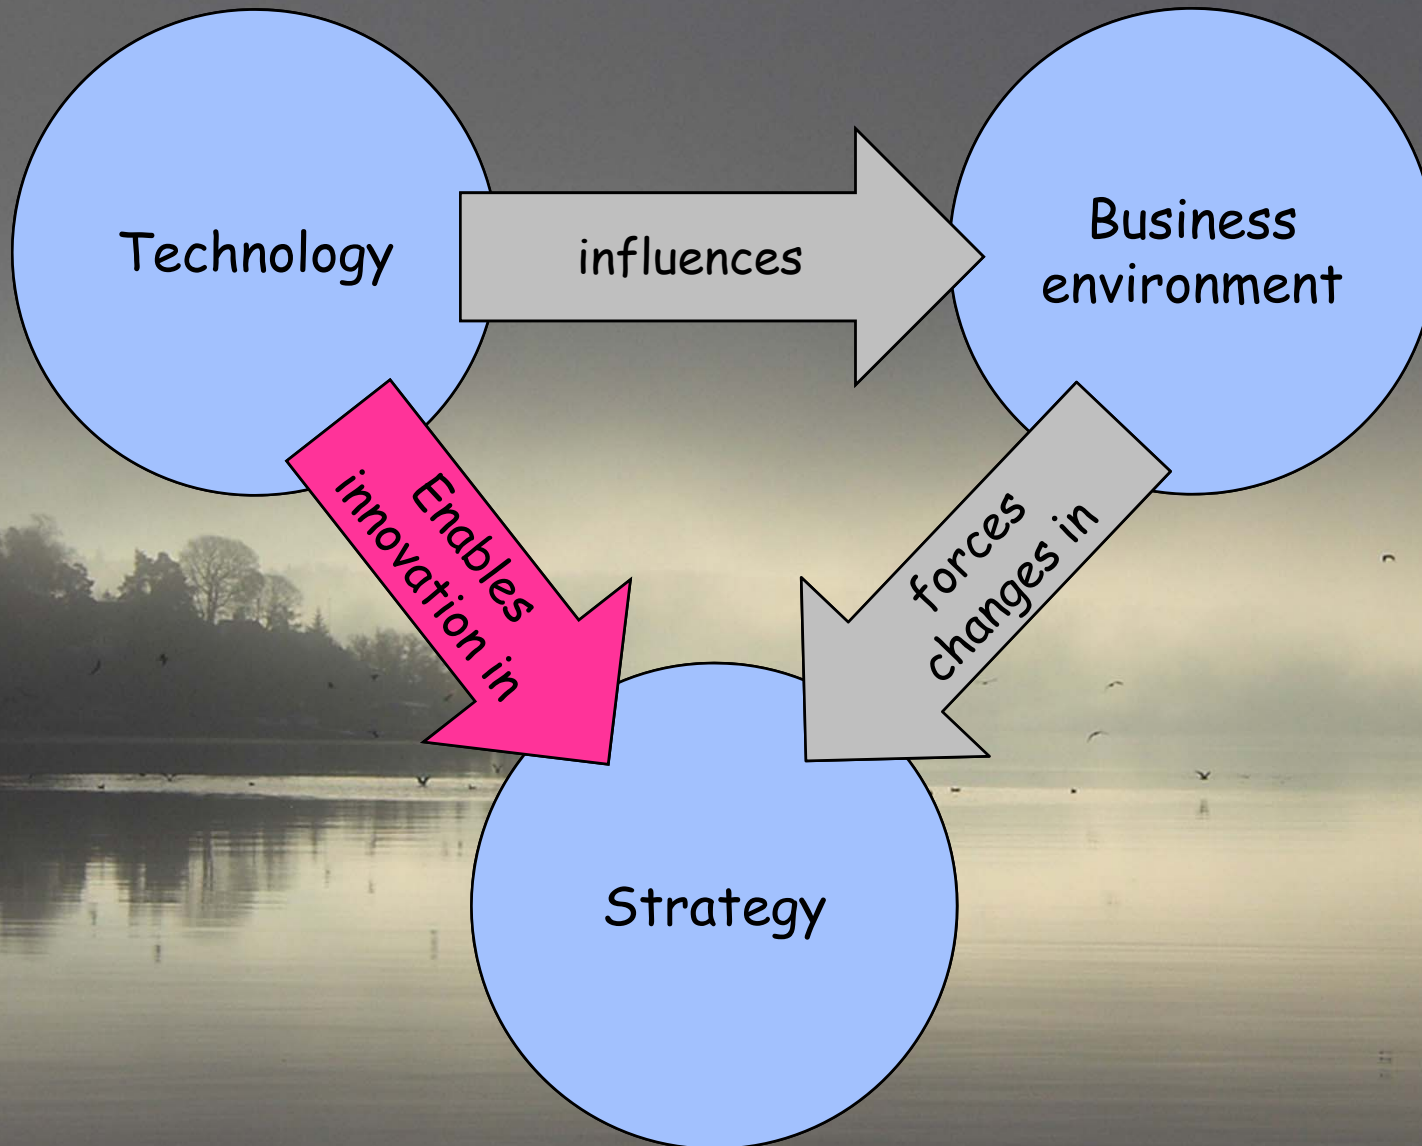 Technology
influences
Business
environment
Enables
innovation in
forces
changes in
Strategy